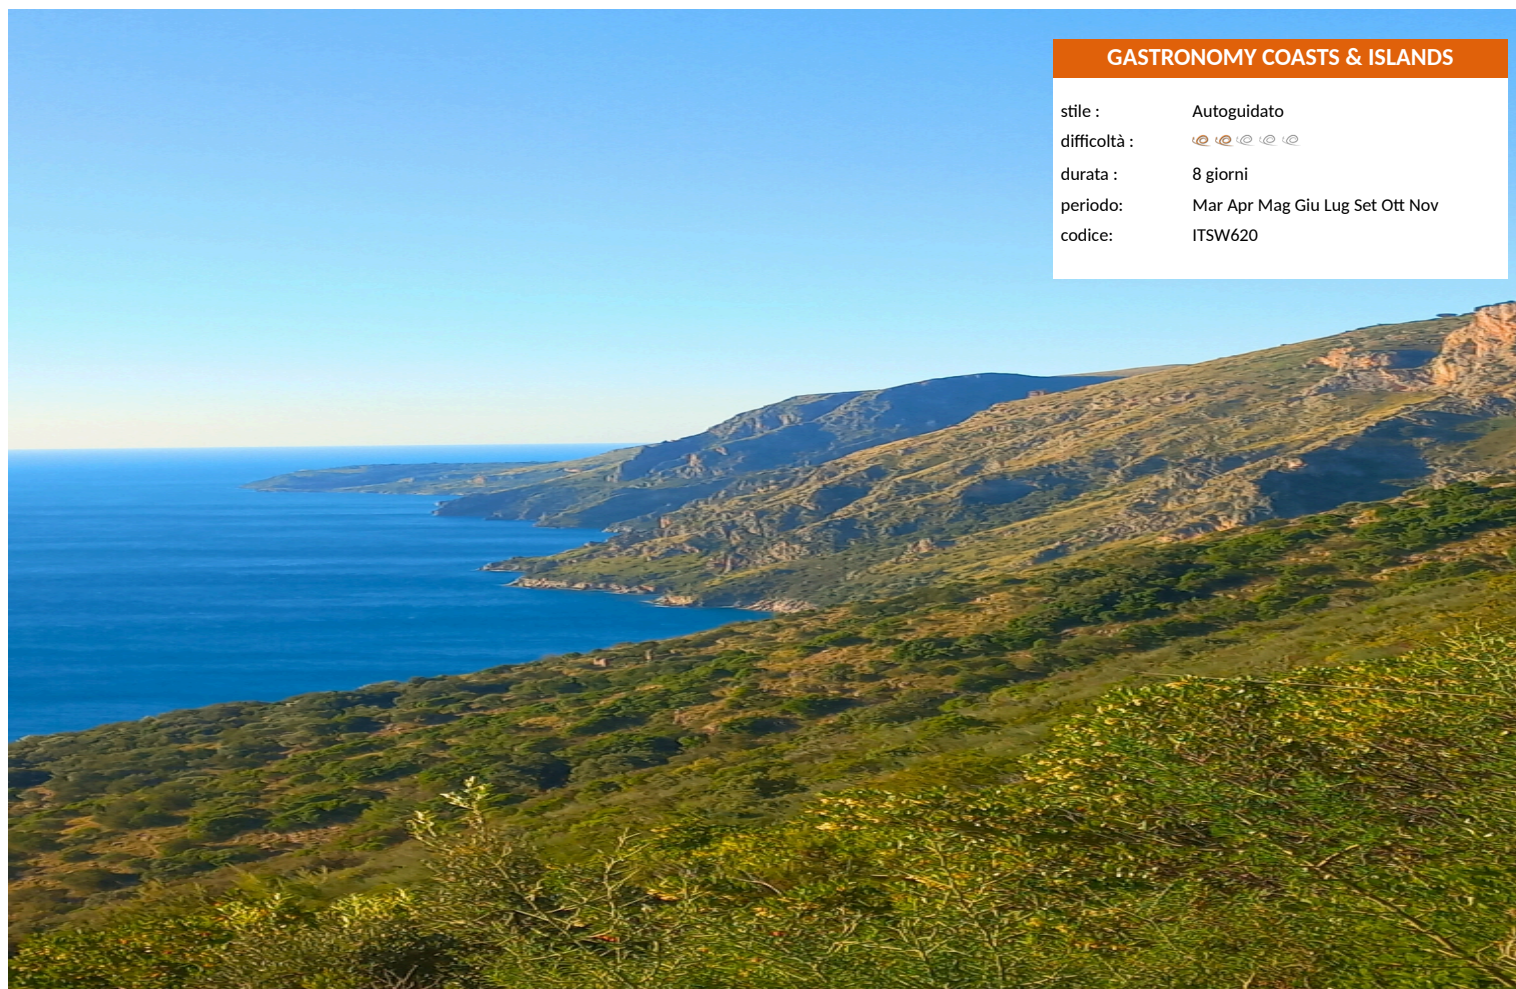 GASTRONOMY COASTS & ISLANDS
stile : Autoguidato
difficoltà :
durata : 8 giorni
periodo: Mar Apr Mag Giu Lug Set Ott Nov
codice: ITSW620